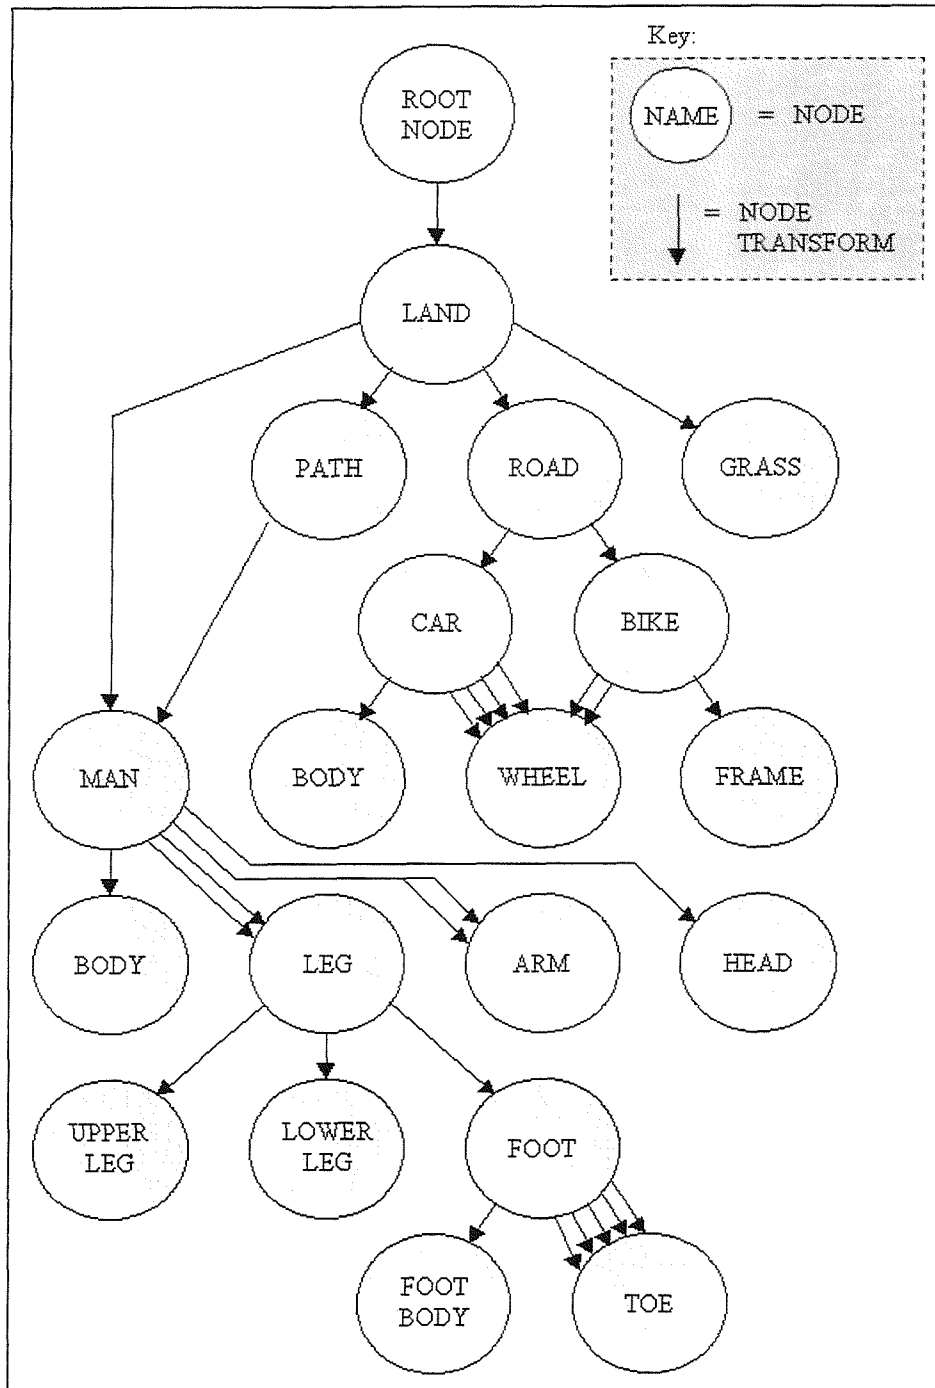 Key:
ROOT
NODE
NAME
= NODE
= NODE
TRANSFORM
LAND
PATH
ROAD
GRASS
CAR
BIKE
MAN
BODY
WHEEL
FRAME
BODY
LEG
ARM
HEAD
UPPER
LEG
LOWER
LEG
FOOT
FOOT
BODY
TOE